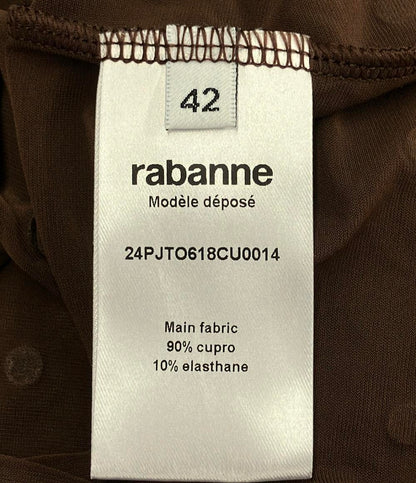 42
rabanne
Modèle déposé
24PJTO618CU0014
Main fabric
90% cupro
10% elasthane